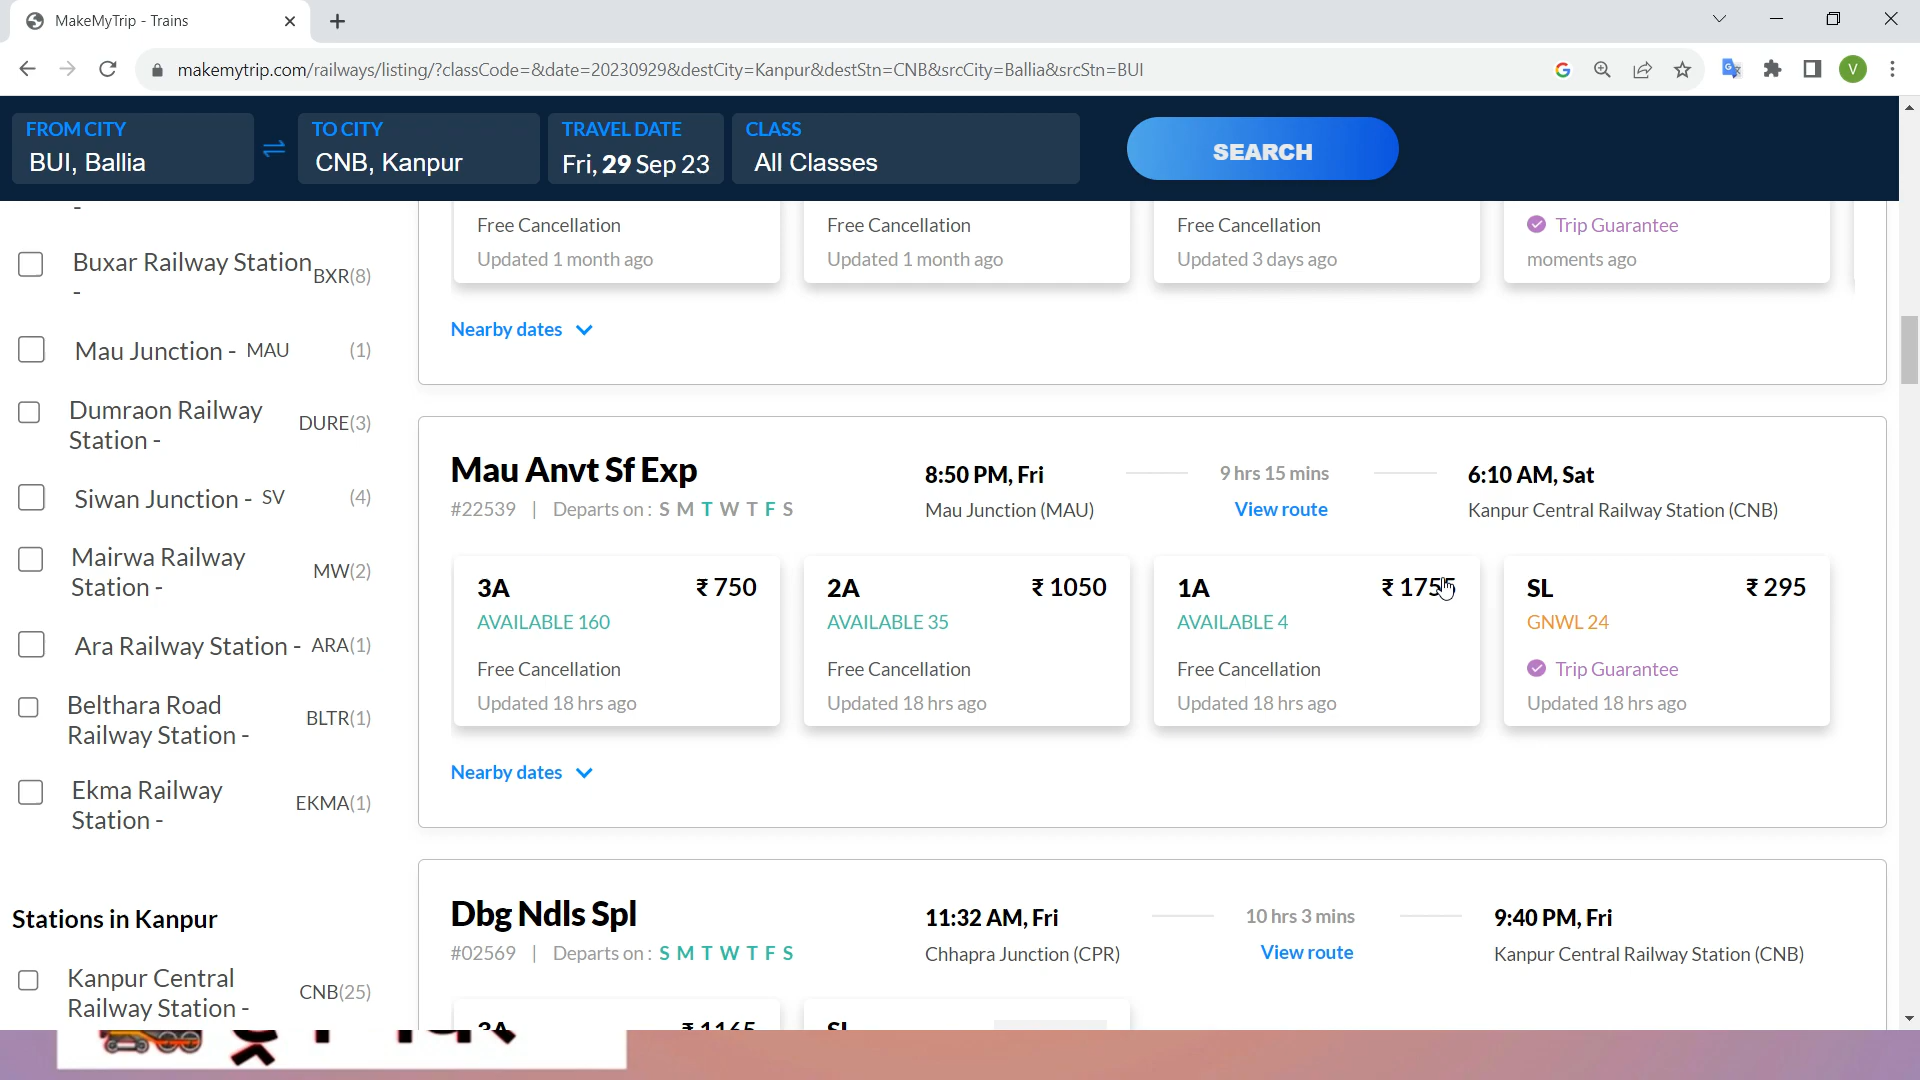 MakeMyTrip - Trains
makemytrip.com/railways/listing/?classCode=&date=20230929&destCity=Kanpur&destStn=CNB&srcCity=Ballia&srcStn=BUI
V
FROM CITY
BUI, Ballia
TO CITY
CNB, Kanpur
TRAVEL DATE
Fri, 29 Sep 23
CLASS
All Classes
SEARCH
-
Buxar Railway Station BXR(8)
-
Mau Junction - MAU (1)
Dumraon Railway
Station - DURE(3)
Siwan Junction - SV (4)
Mairwa Railway
Station - MW(2)
Ara Railway Station - ARA(1)
Belthara Road
Railway Station - BLTR(1)
Ekma Railway
Station - EKMA(1)
Stations in Kanpur
Kanpur Central
Railway Station - CNB(25)
Free Cancellation
Updated 1 month ago
Free Cancellation
Updated 1 month ago
Free Cancellation
Updated 3 days ago
Trip Guarantee
moments ago
Nearby dates
Mau Anvt Sf Exp
#22539 | Departs on : S M T W T F S
8:50 PM, Fri
Mau Junction (MAU)
9 hrs 15 mins
View route
6:10 AM, Sat
Kanpur Central Railway Station (CNB)
3A ₹ 750
AVAILABLE 160
Free Cancellation
Updated 18 hrs ago
2A ₹ 1050
AVAILABLE 35
Free Cancellation
Updated 18 hrs ago
1A ₹ 1755
AVAILABLE 4
Free Cancellation
Updated 18 hrs ago
SL ₹ 295
GNWL 24
Trip Guarantee
Updated 18 hrs ago
Nearby dates
Dbg Ndls Spl
#02569 | Departs on : S M T W T F S
11:32 AM, Fri
Chhapra Junction (CPR)
10 hrs 3 mins
View route
9:40 PM, Fri
Kanpur Central Railway Station (CNB)
3A ₹ 1165
SL